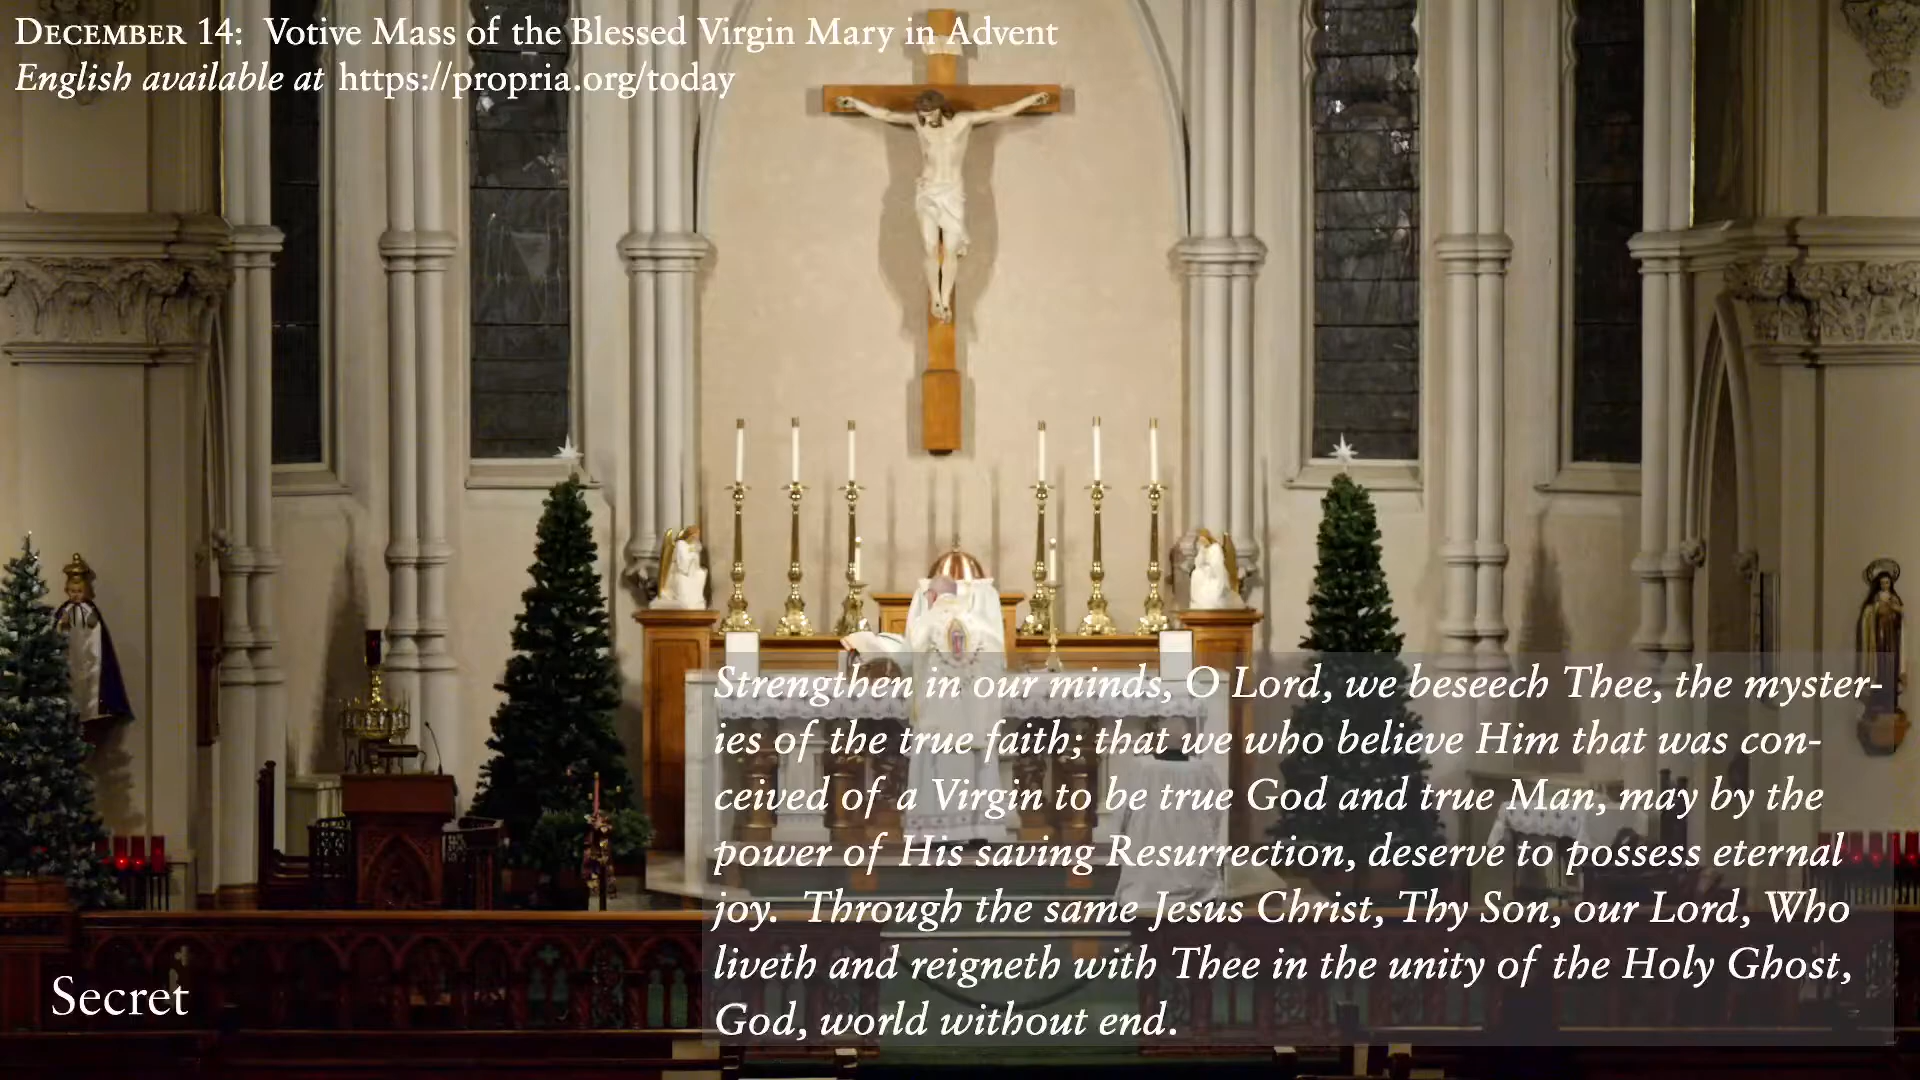 December 14: Votive Mass of the Blessed Virgin Mary in Advent
English available at https://propria.org/today
Strengthen in our minds, O Lord, we beseech Thee, the myster-
ies of the true faith; that we who believe Him that was con-
ceived of a Virgin to be true God and true Man, may by the
power of His saving Resurrection, deserve to possess eternal
joy. Through the same Jesus Christ, Thy Son, our Lord, Who
liveth and reigneth with Thee in the unity of the Holy Ghost,
God, world without end.
Secret